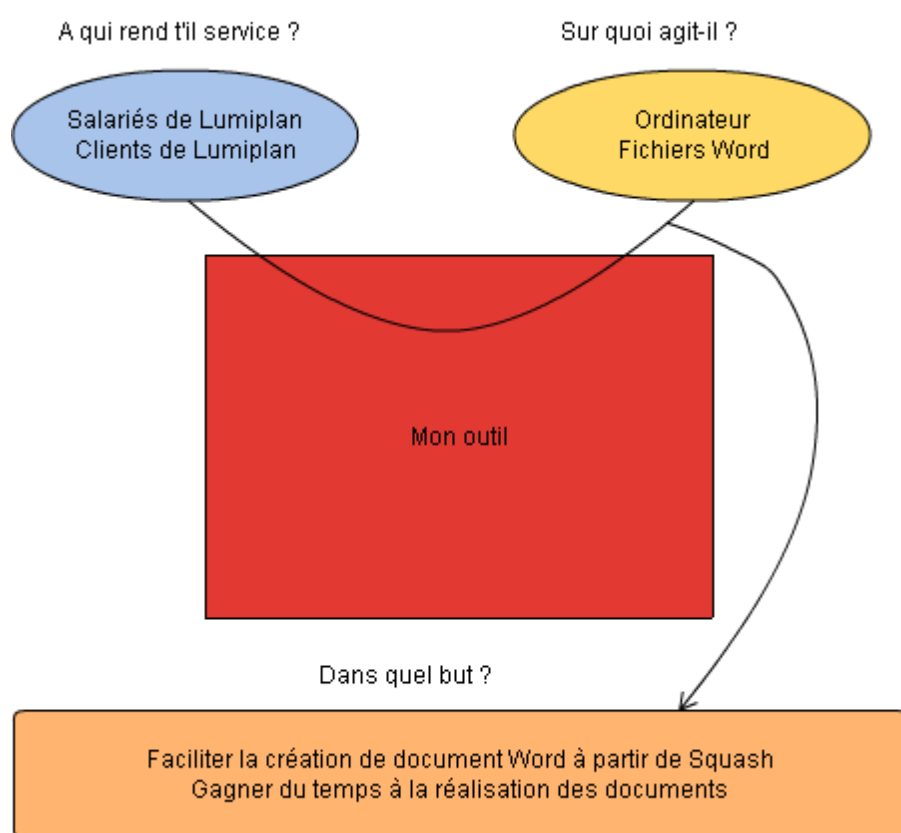 A qui rend t'il service ?
Sur quoi agit-il ?
Salariés de Lumiplan
Clients de Lumiplan
Ordinateur
Fichiers Word
Mon outil
Dans quel but ?
Faciliter la création de document Word à partir de Squash
Gagner du temps à la réalisation des documents